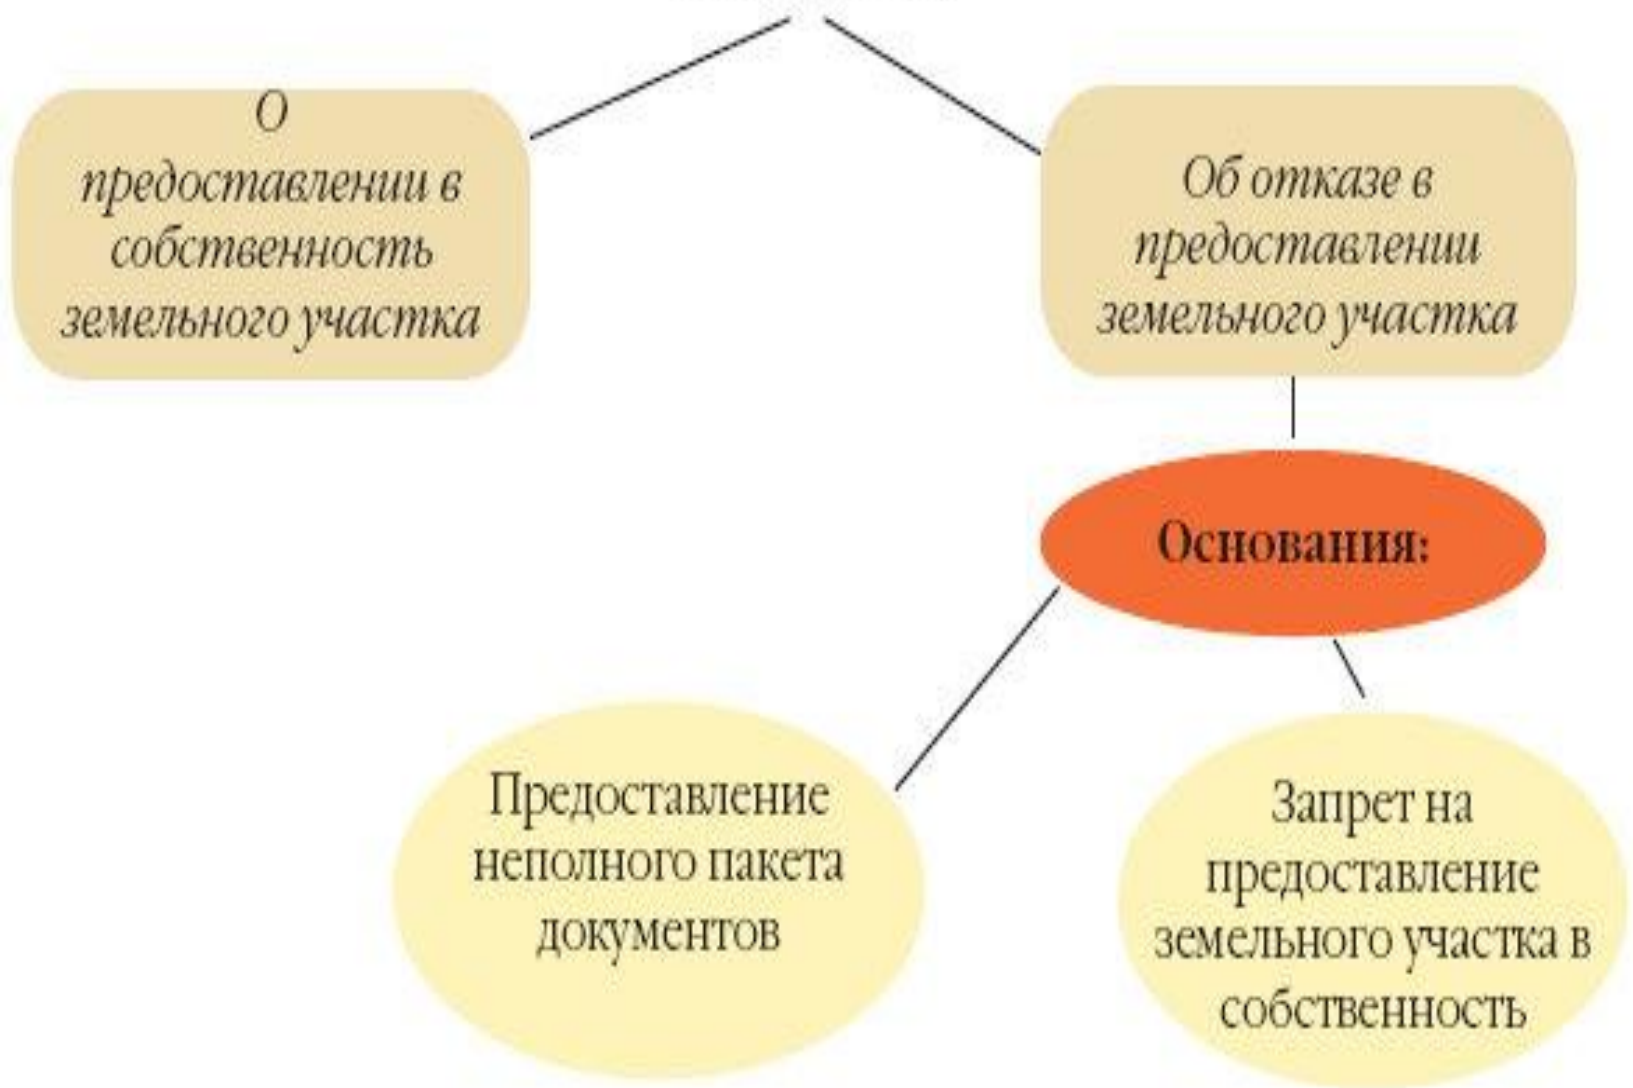 О
предоставлении в
собственность
земельного участка
Об отказе в
предоставлении
земельного участка
Основания:
Предоставление
неполного пакета
документов
Запрет на
предоставление
земельного участка в
собственность